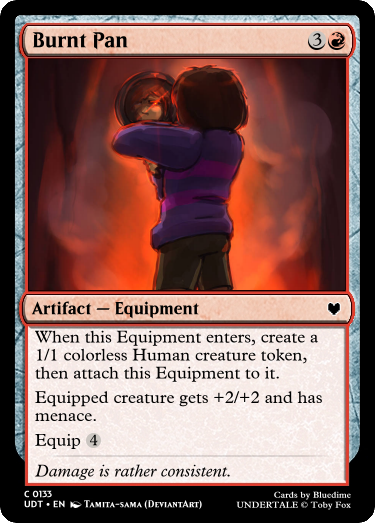 Burnt Pan 3
Artifact — Equipment
When this Equipment enters, create a
1/1 colorless Human creature token,
then attach this Equipment to it.
Equipped creature gets +2/+2 and has
menace.
Equip 4
Damage is rather consistent.
C 0133
UDT • EN Tamita-sama (DeviantArt)
Cards by Bluedime
UNDERTALE © Toby Fox